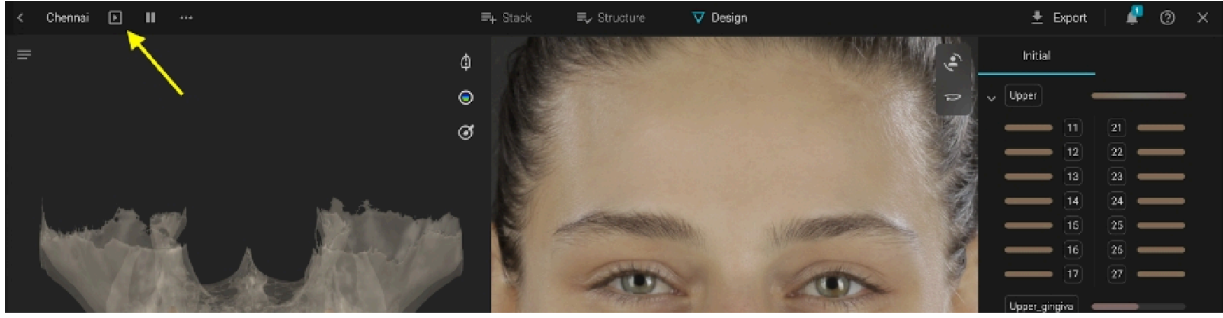 Chennai
Stack
Structure
Design
Export
1
Initial
Upper
11 21
12 22
13 23
14 24
15 25
16 26
17 27
Upper_gingiva